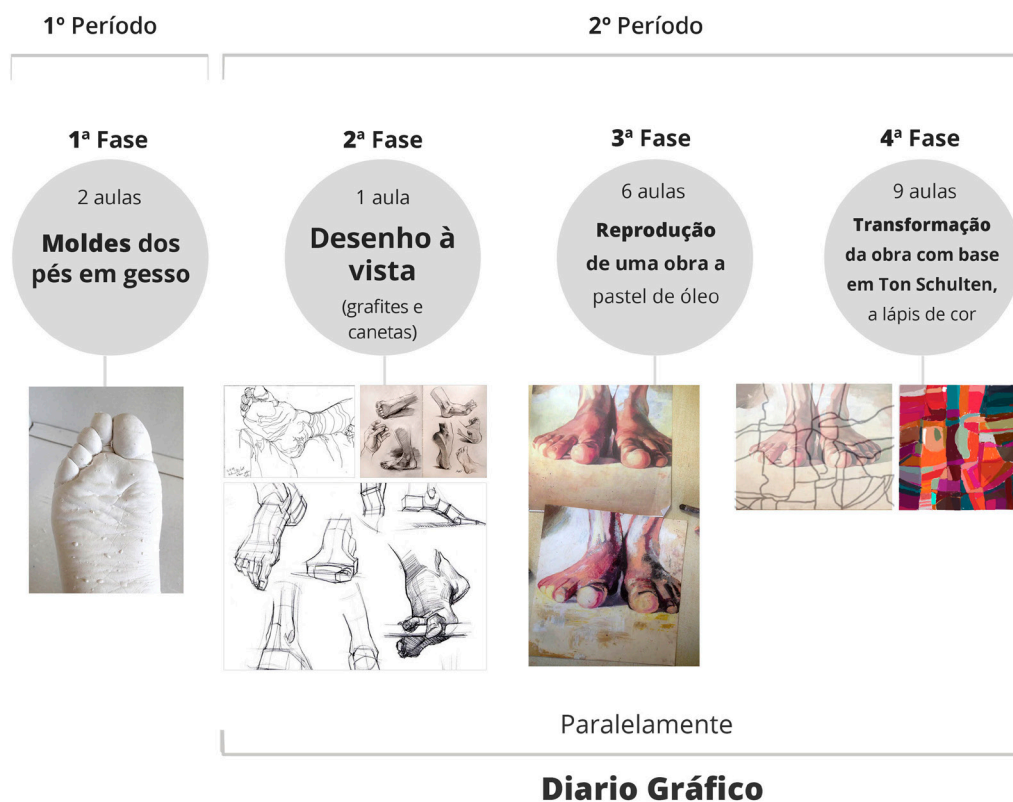 1º Período
2º Período
1ª Fase
2ª Fase
3ª Fase
4ª Fase
2 aulas
Moldes dos
pés em gesso
1 aula
Desenho à
vista
(grafites e
canetas)
6 aulas
Reprodução
de uma obra a
pastel de óleo
9 aulas
Transformação
da obra com base
em Ton Schulten,
a lápis de cor
Paralelamente
Diario Gráfico